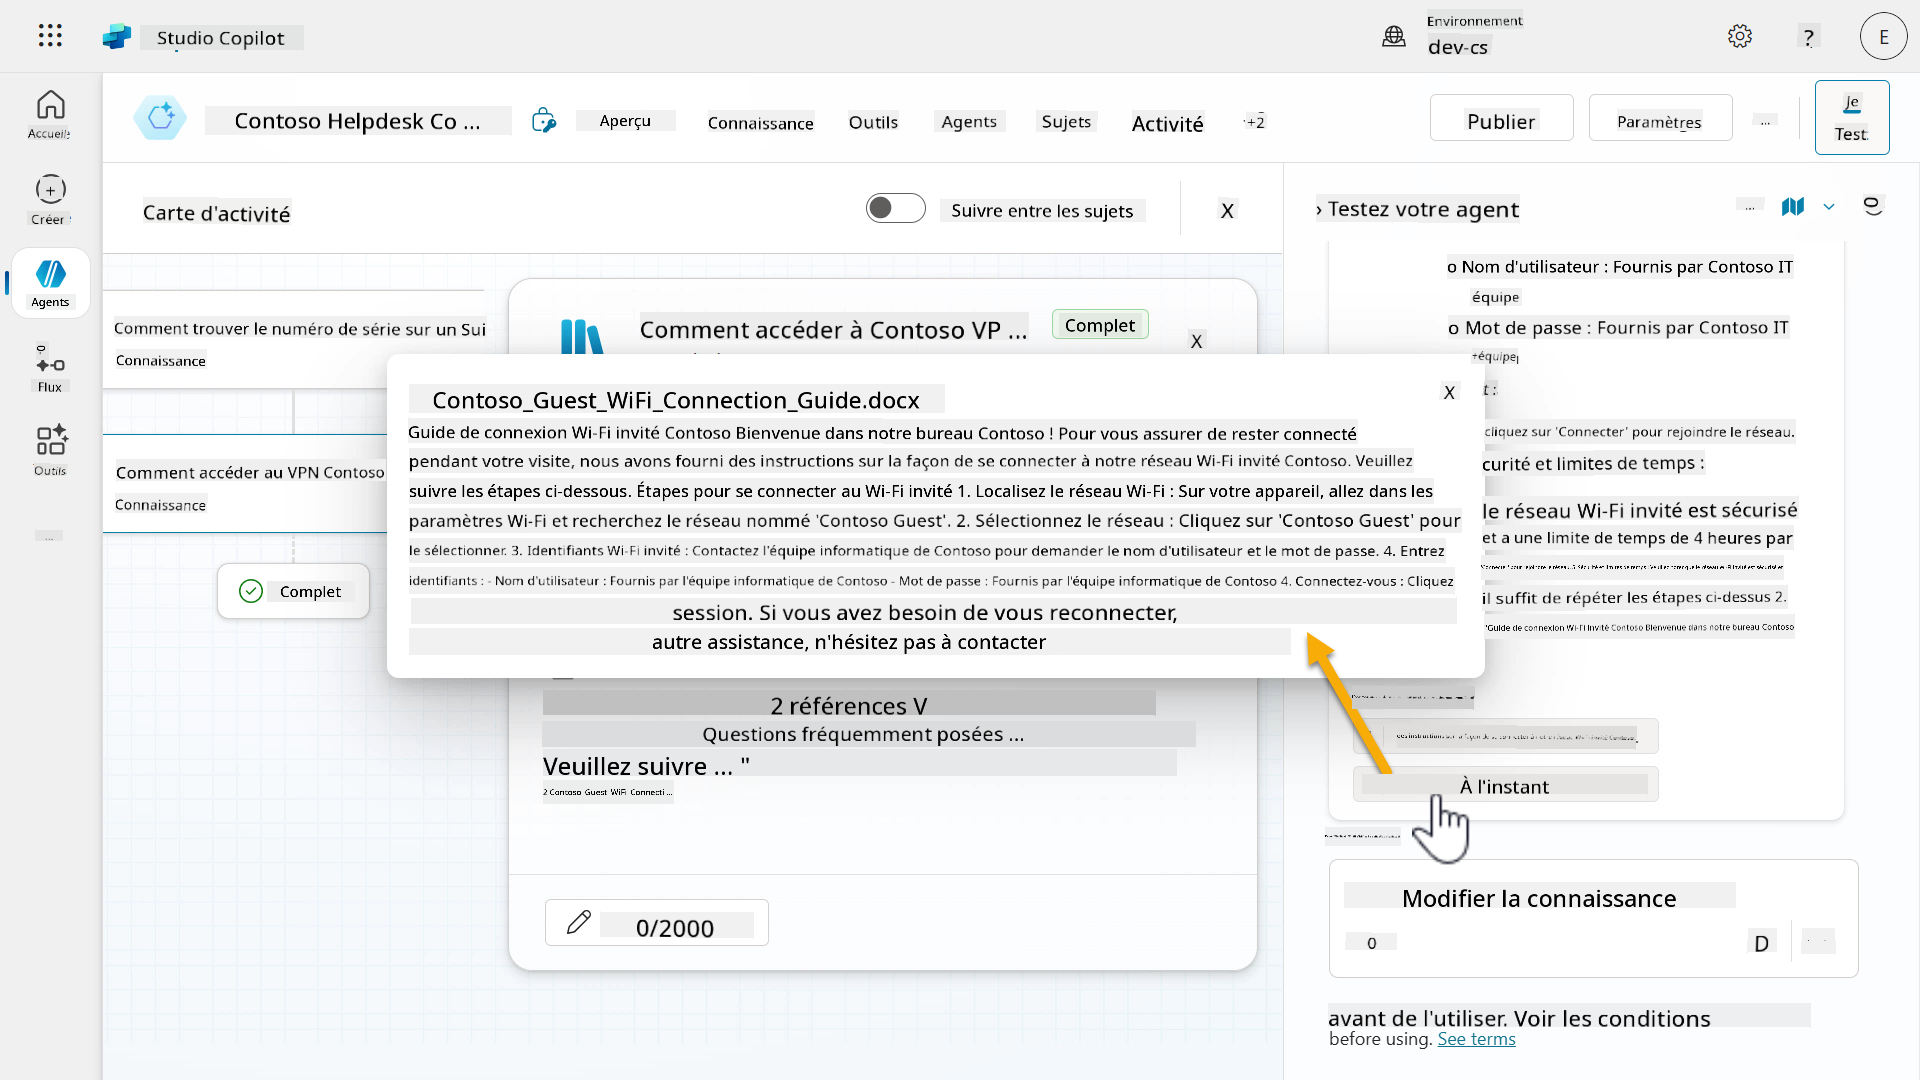 Studio Copilot
Environnement
dev-cs
?
E
Accueil
Créer
Agents
Flux
Outils
...
Contoso Helpdesk Co ...
Aperçu
Connaissance
Outils
Agents
Sujets
Activité
+2
Publier
Paramètres
...
Je
Test
Carte d'activité
Suivre entre les sujets
X
› Testez votre agent
...
Comment trouver le numéro de série sur un Sui
Connaissance
Comment accéder au VPN Contoso
Connaissance
Complet
Comment accéder à Contoso VP ...
Complet
X
Contoso_Guest_WiFi_Connection_Guide.docx
X
Guide de connexion Wi-Fi invité Contoso Bienvenue dans notre bureau Contoso ! Pour vous assurer de rester connecté
pendant votre visite, nous avons fourni des instructions sur la façon de se connecter à notre réseau Wi-Fi invité Contoso. Veuillez
suivre les étapes ci-dessous. Étapes pour se connecter au Wi-Fi invité 1. Localisez le réseau Wi-Fi : Sur votre appareil, allez dans les
paramètres Wi-Fi et recherchez le réseau nommé 'Contoso Guest'. 2. Sélectionnez le réseau : Cliquez sur 'Contoso Guest' pour
le sélectionner. 3. Identifiants Wi-Fi invité : Contactez l'équipe informatique de Contoso pour demander le nom d'utilisateur et le mot de passe. 4. Entrez
identifiants : - Nom d'utilisateur : Fournis par l'équipe informatique de Contoso - Mot de passe : Fournis par l'équipe informatique de Contoso 4. Connectez-vous : Cliquez
session. Si vous avez besoin de vous reconnecter,
autre assistance, n'hésitez pas à contacter
2 références V
Questions fréquemment posées ...
Veuillez suivre ... "
2 Contoso Guest WiFi Connecti ...
0/2000
o Nom d'utilisateur : Fournis par Contoso IT
équipe
o Mot de passe : Fournis par Contoso IT
équipe
t :
cliquez sur 'Connecter' pour rejoindre le réseau.
curité et limites de temps :
le réseau Wi-Fi invité est sécurisé
et a une limite de temps de 4 heures par
il suffit de répéter les étapes ci-dessus 2.
"Guide de connexion Wi-Fi Invité Contoso Bienvenue dans notre bureau Contoso
des instructions sur la façon de se connecter à notre réseau Wi-Fi invité Contoso.
À l'instant
Modifier la connaissance
0
D
avant de l'utiliser. Voir les conditions
before using. See terms